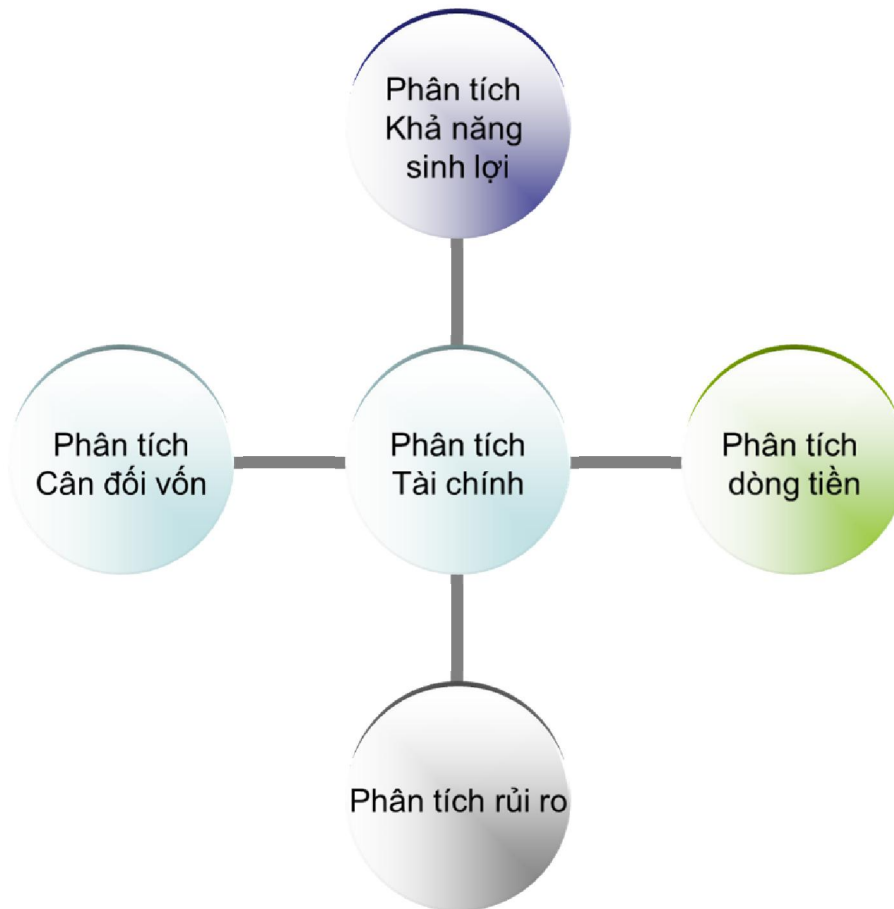 Phân tích
Khả năng
sinh lợi
Phân tích
Cân đối vốn
Phân tích
Tài chính
Phân tích
dòng tiền
Phân tích rủi ro